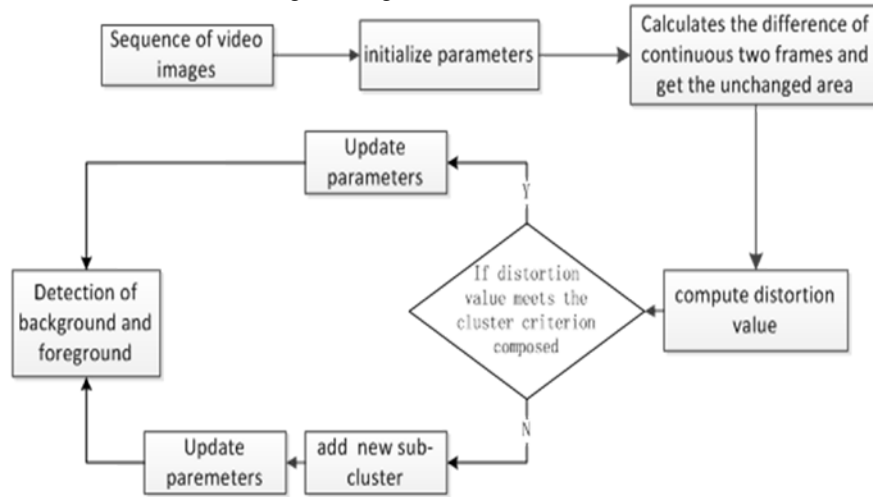 Sequence of video
images
initialize parameters
Calculates the difference of
continuous two frames and
get the unchanged area
compute distortion
value
If distortion
value meets the
cluster criterion
composed
Y
Update
parameters
N
add new sub-
cluster
Update
paremeters
Detection of
background and
foreground